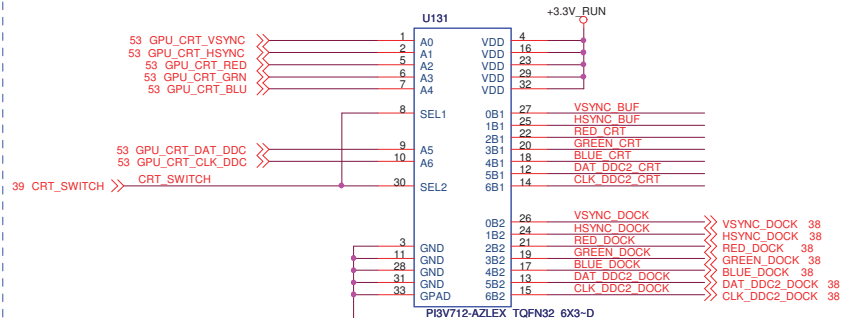 +3.3V_RUN
U131
53 GPU_CRT_VSYNC 1 A0 VDD 4
53 GPU_CRT_HSYNC 2 A1 VDD 16
53 GPU_CRT_RED 5 A2 VDD 23
53 GPU_CRT_GRN 6 A3 VDD 29
53 GPU_CRT_BLU 7 A4 VDD 32
8 SEL1 0B1 27 VSYNC_BUF
1B1 25 HSYNC_BUF
2B1 22 RED_CRT
53 GPU_CRT_DAT_DDC 9 A5 3B1 20 GREEN_CRT
53 GPU_CRT_CLK_DDC 10 A6 4B1 18 BLUE_CRT
5B1 12 DAT_DDC2_CRT
39 CRT_SWITCH CRT_SWITCH 30 SEL2 6B1 14 CLK_DDC2_CRT
0B2 26 VSYNC_DOCK VSYNC_DOCK 38
1B2 24 HSYNC_DOCK HSYNC_DOCK 38
3 GND 2B2 21 RED_DOCK RED_DOCK 38
11 GND 3B2 19 GREEN_DOCK GREEN_DOCK 38
28 GND 4B2 17 BLUE_DOCK BLUE_DOCK 38
31 GND 5B2 13 DAT_DDC2_DOCK DAT_DDC2_DOCK 38
33 GPAD 6B2 15 CLK_DDC2_DOCK CLK_DDC2_DOCK 38
PI3V712-AZLEX_TQFN32_6X3~D